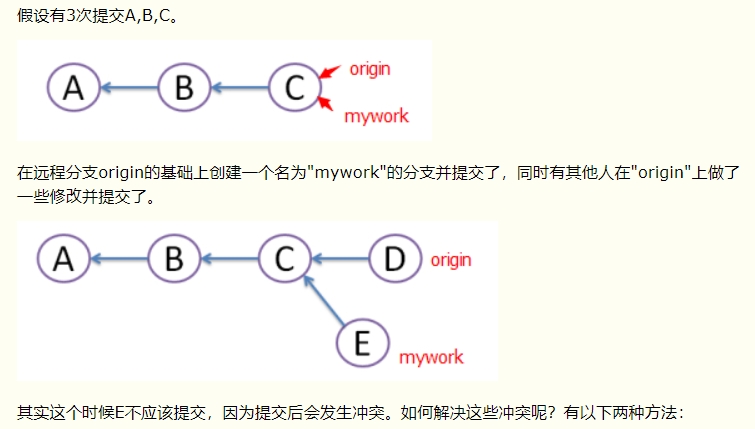 假设有3次提交A,B,C。
A
B
C
origin
mywork
在远程分支origin的基础上创建一个名为"mywork"的分支并提交了，同时有其他人在"origin"上做了
一些修改并提交了。
A
B
C
D
origin
E
mywork
其实这个时候E不应该提交，因为提交后会发生冲突。如何解决这些冲突呢？有以下两种方法：